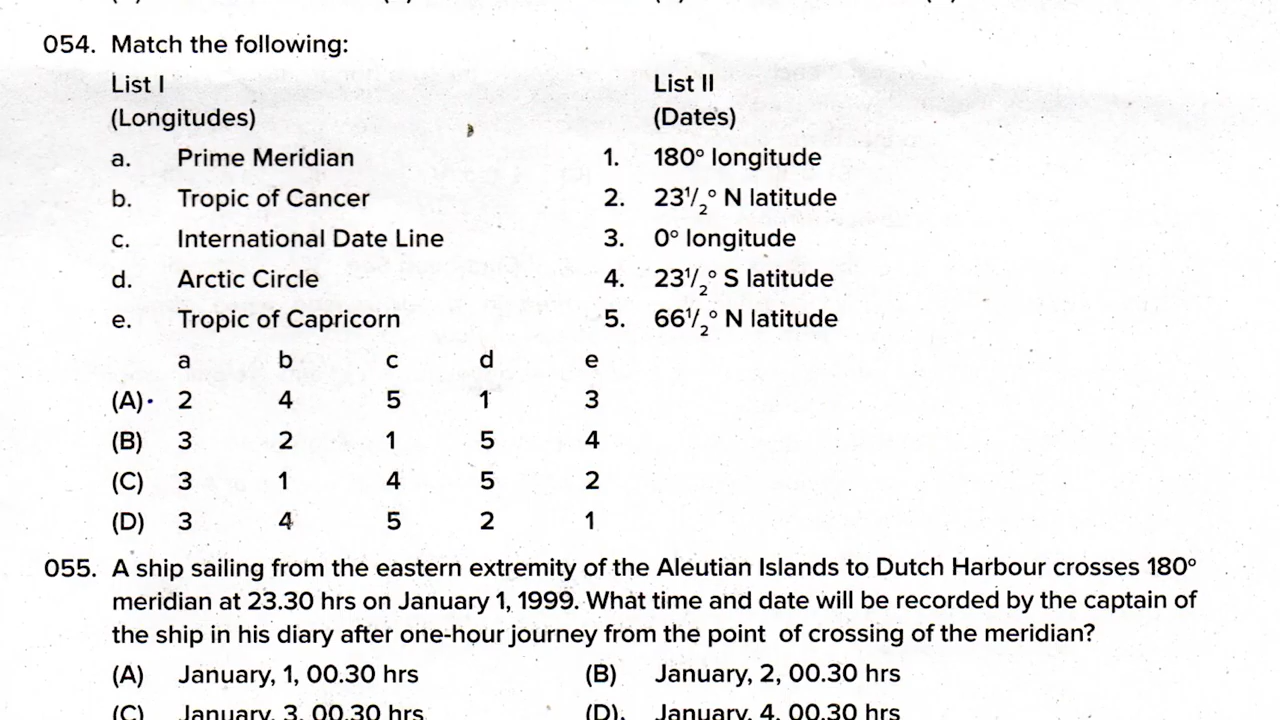 054. Match the following:
List I List II
(Longitudes) (Dates)
a. Prime Meridian 1. 180° longitude
b. Tropic of Cancer 2. 23¹/₂° N latitude
c. International Date Line 3. 0° longitude
d. Arctic Circle 4. 23¹/₂° S latitude
e. Tropic of Capricorn 5. 66¹/₂° N latitude
a b c d e
(A) 2 4 5 1 3
(B) 3 2 1 5 4
(C) 3 1 4 5 2
(D) 3 4 5 2 1
055. A ship sailing from the eastern extremity of the Aleutian Islands to Dutch Harbour crosses 180°
meridian at 23.30 hrs on January 1, 1999. What time and date will be recorded by the captain of
the ship in his diary after one-hour journey from the point of crossing of the meridian?
(A) January, 1, 00.30 hrs (B) January, 2, 00.30 hrs
(C) January, 3, 00.30 hrs (D). January, 4, 00.30 hrs